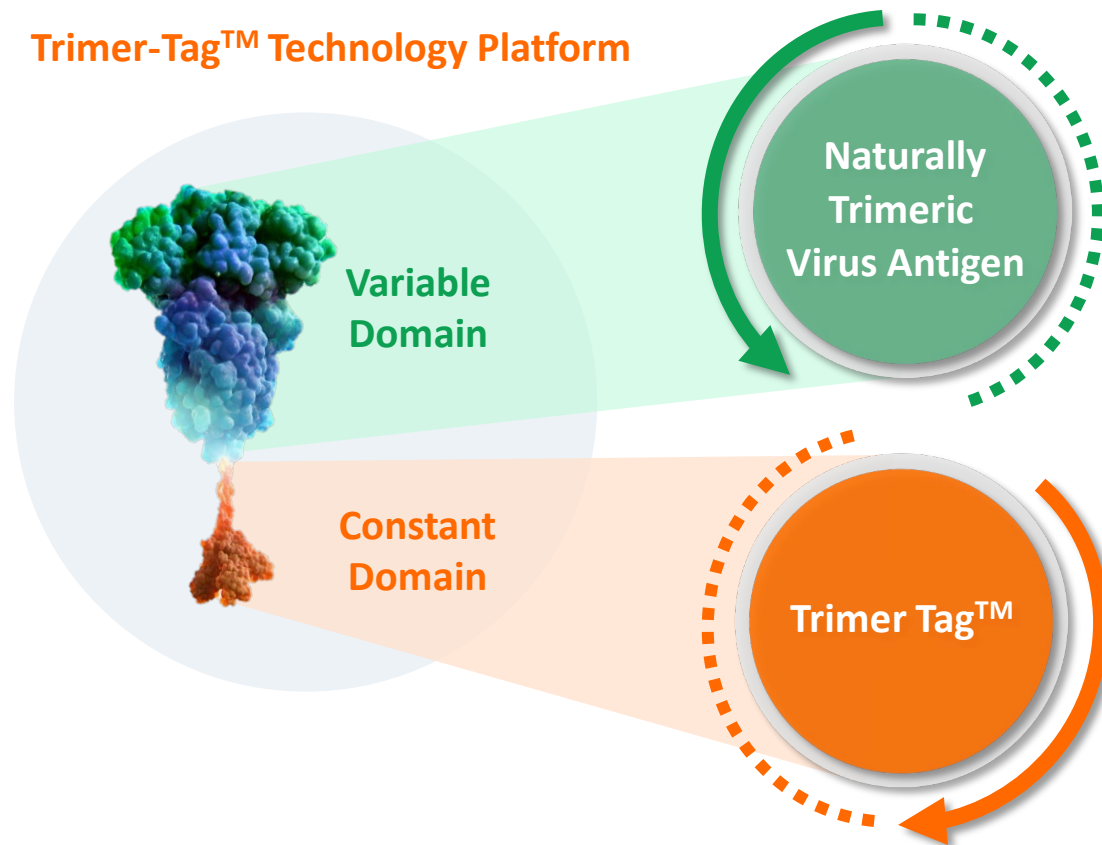 Trimer-Tag™ Technology Platform
Naturally
Trimeric
Virus Antigen
Variable
Domain
Constant
Domain
Trimer Tag™